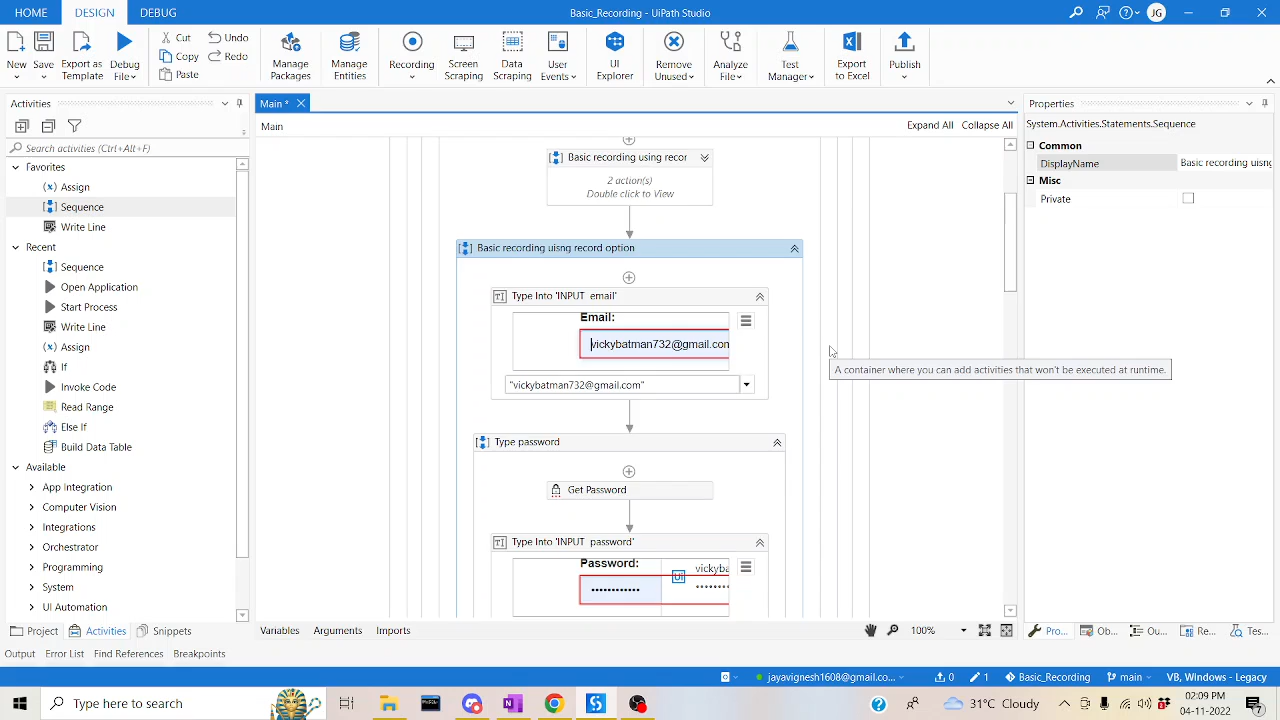 HOME DESIGN DEBUG Basic_Recording - UiPath Studio JG
New Save Export as Template Debug File Cut Copy Paste Undo Redo Manage Packages Manage Entities Recording Screen Scraping Data Scraping User Events UI Explorer Remove Unused Analyze File Test Manager Export to Excel Publish
Activities
Main *
Properties
Main
Expand All Collapse All
System.Activities.Statements.Sequence
Search activities (Ctrl+Alt+F)
Common
DisplayName Basic recording uisng
Misc
Private
Favorites
Assign
Sequence
Write Line
Recent
Sequence
Open Application
Start Process
Write Line
Assign
If
Invoke Code
Read Range
Else If
Build Data Table
Available
App Integration
Computer Vision
Integrations
Orchestrator
Programming
System
UI Automation
Basic recording using recor
2 action(s)
Double click to View
Basic recording uisng record option
Type Into 'INPUT email'
Email:
vickybatman732@gmail.con
"vickybatman732@gmail.com"
A container where you can add activities that won't be executed at runtime.
Type password
Get Password
Type Into 'INPUT password'
Password:
vickyba
Ui
Project Activities Snippets
Variables Arguments Imports
100%
Pro... Ob... Ou... Re... Tes...
Output Error List Find References Breakpoints
jayavignesh1608@gmail.co... 0 1 Basic_Recording main VB, Windows - Legacy
Type here to search
31°C Cloudy
02:09 PM
04-11-2022
7